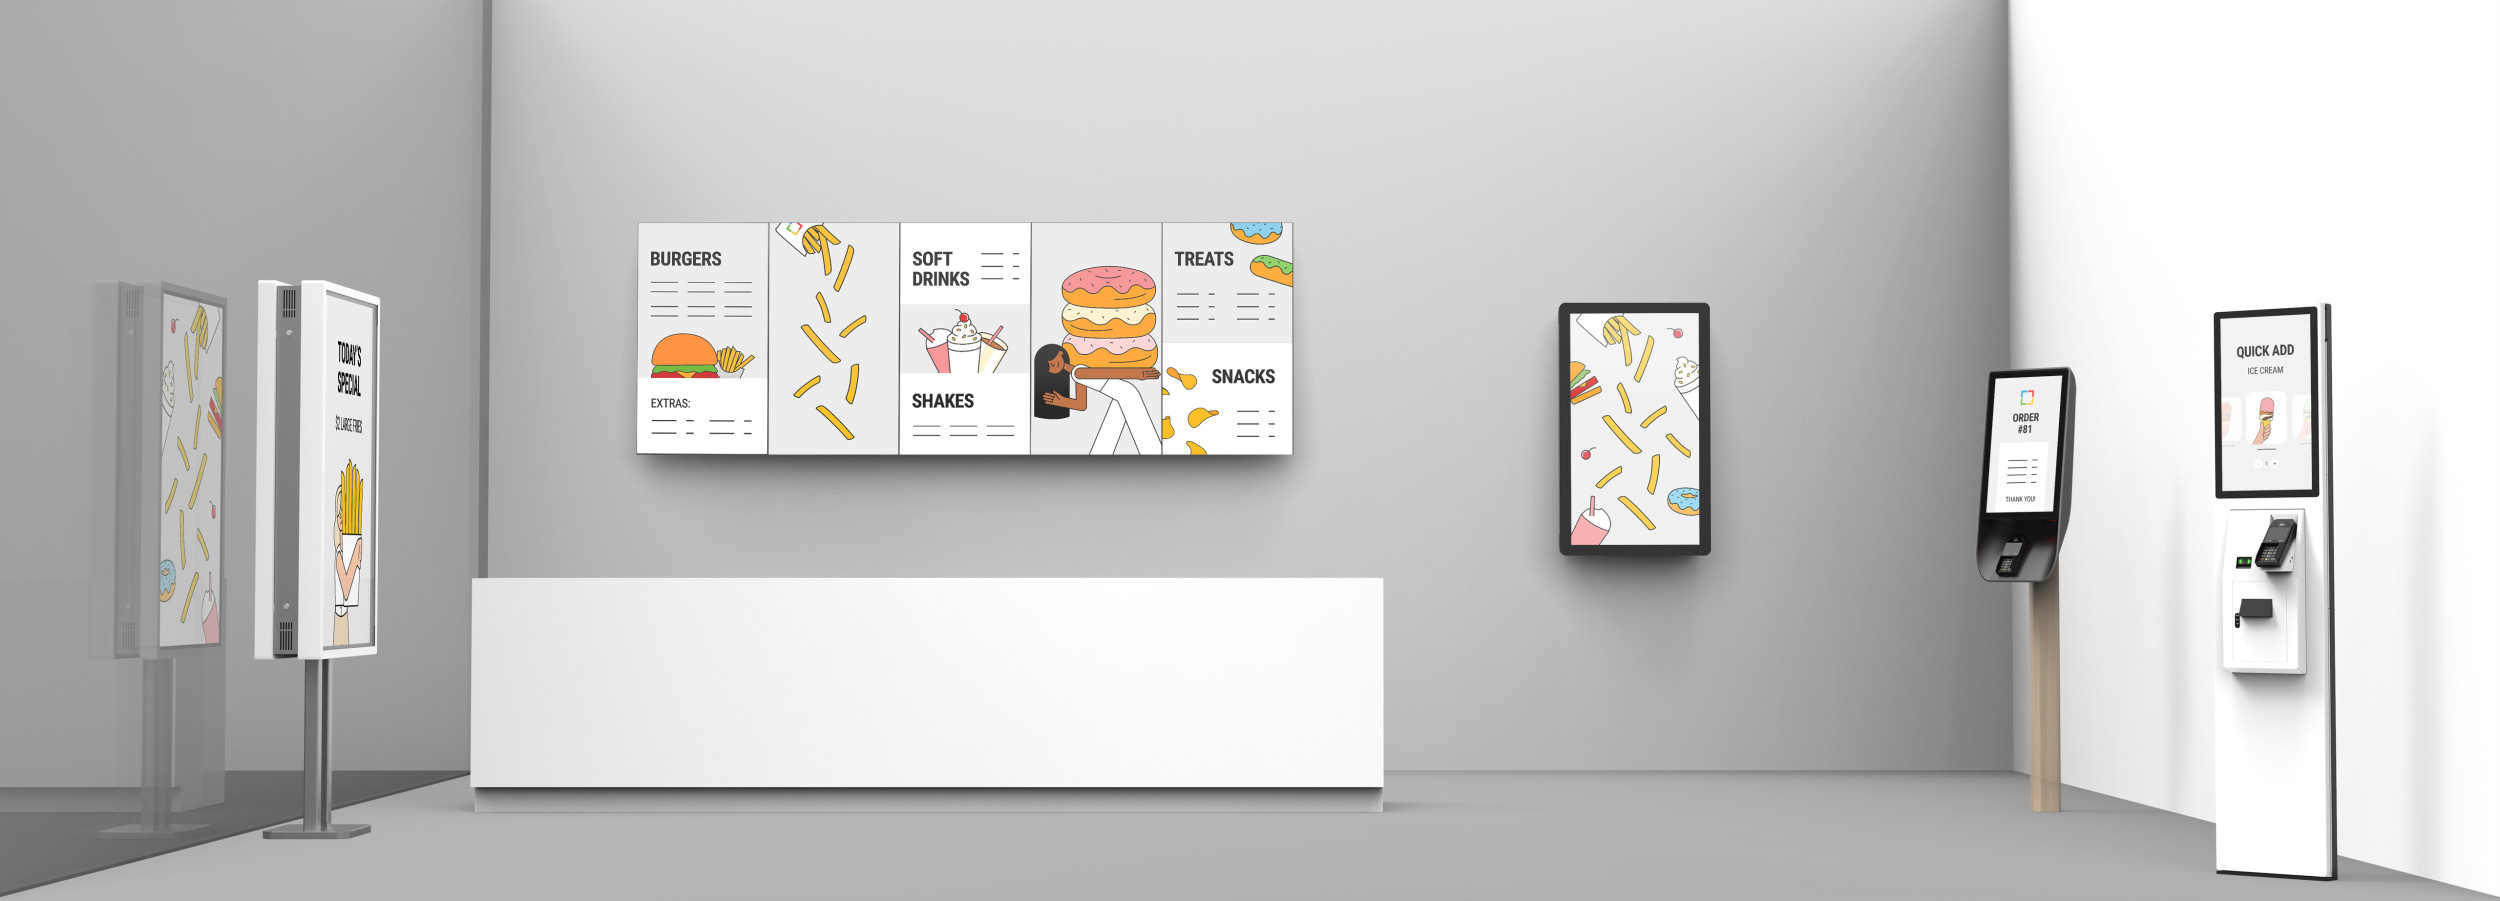 TODAY'S
SPECIAL
$2 LARGE FRIES
BURGERS
EXTRAS:
SOFT
DRINKS
SHAKES
TREATS
SNACKS
ORDER
#81
THANK YOU!
QUICK ADD
ICE CREAM
1